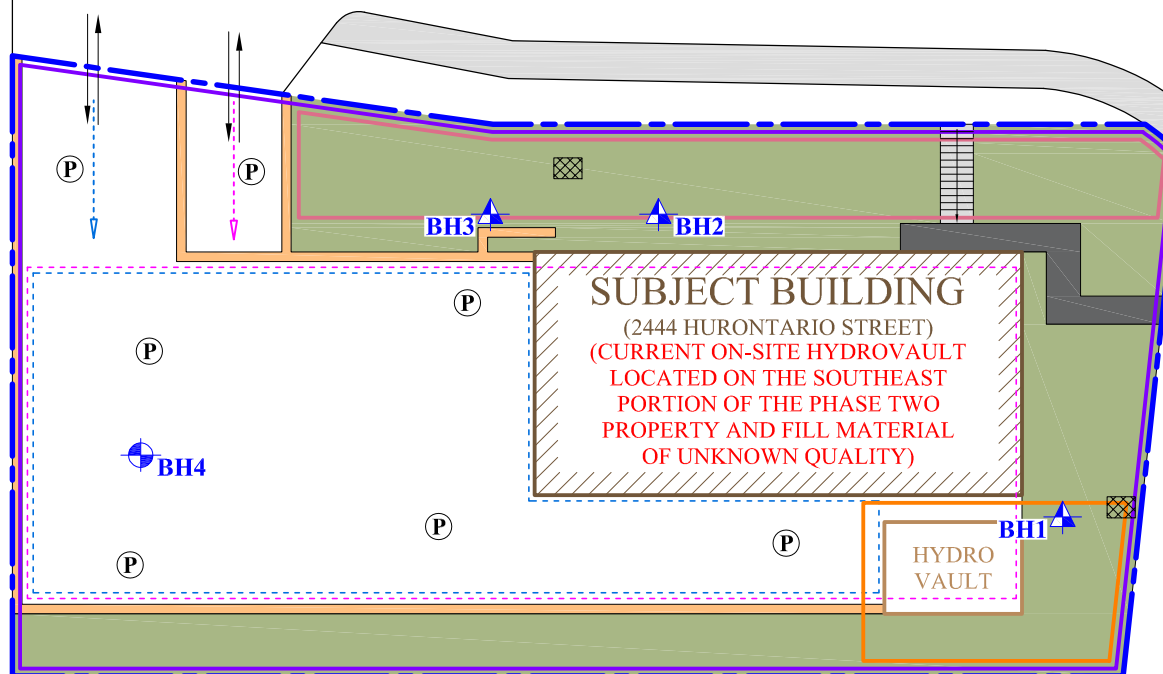 P
P
BH3
BH2
SUBJECT BUILDING
(2444 HURONTARIO STREET)
(CURRENT ON-SITE HYDROVAULT
LOCATED ON THE SOUTHEAST
PORTION OF THE PHASE TWO
PROPERTY AND FILL MATERIAL
OF UNKNOWN QUALITY)
P
P
BH4
P
P
P
BH1
HYDRO
VAULT